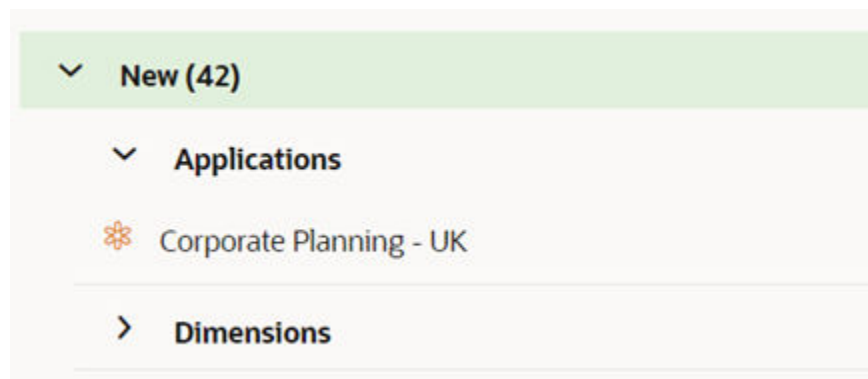 New (42)
Applications
Corporate Planning - UK
Dimensions